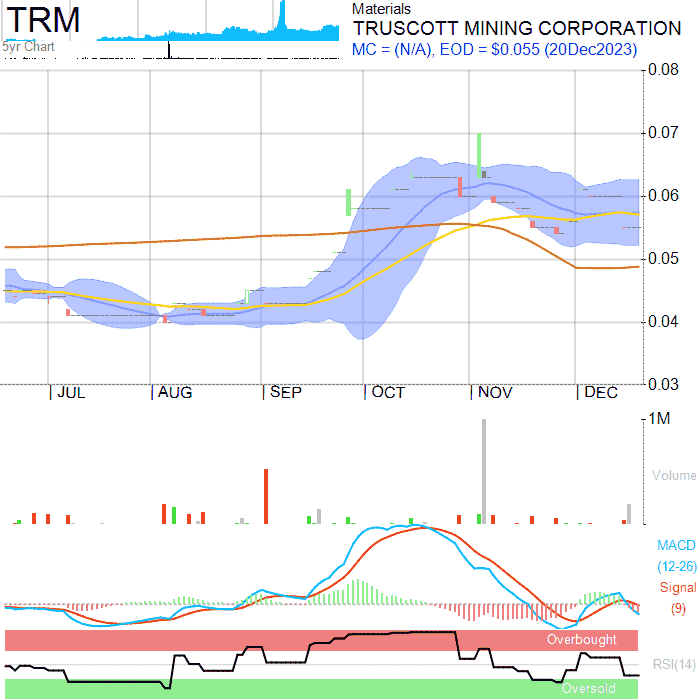 TRM
5yr Chart
Materials
TRUSCOTT MINING CORPORATION
MC = (N/A), EOD = $0.055 (20Dec2023)
0.08
0.07
0.06
0.05
0.04
0.03
JUL
AUG
SEP
OCT
NOV
DEC
1M
Volume
MACD
(12-26)
Signal
(9)
Overbought
RSI(14)
Oversold